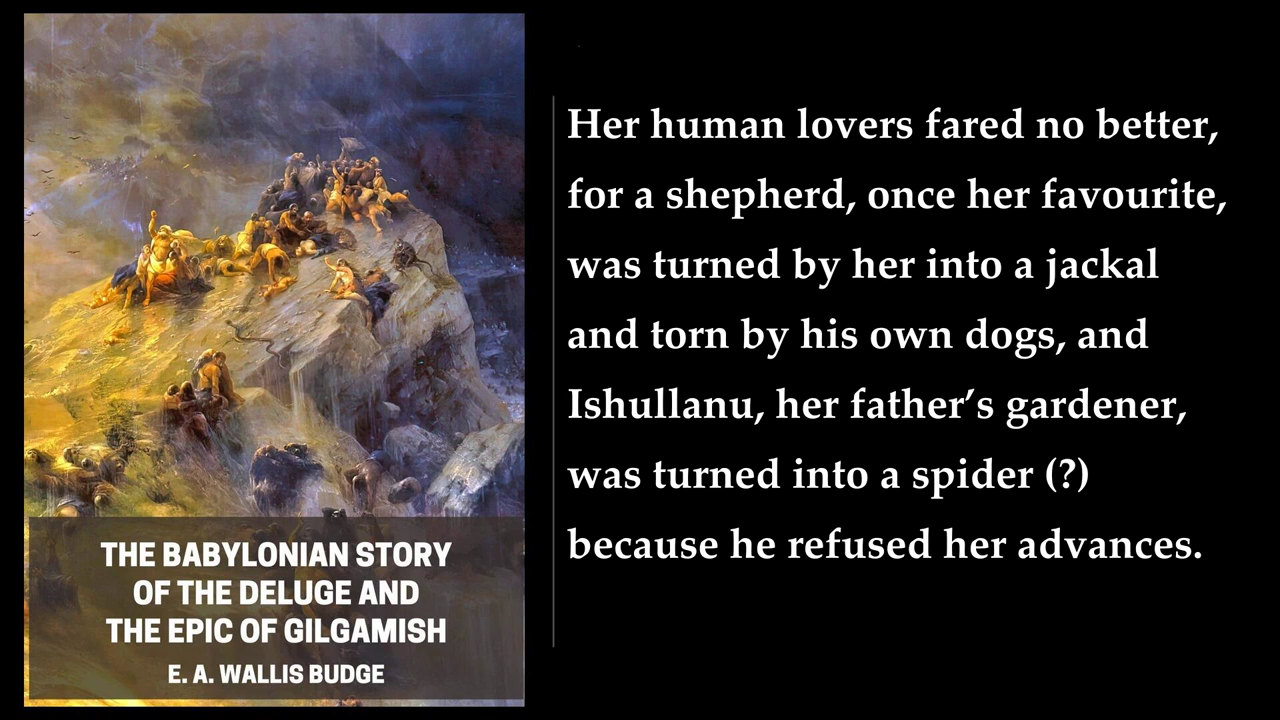 THE BABYLONIAN STORY
OF THE DELUGE AND
THE EPIC OF GILGAMISH
E. A. WALLIS BUDGE
Her human lovers fared no better,
for a shepherd, once her favourite,
was turned by her into a jackal
and torn by his own dogs, and
Ishullanu, her father’s gardener,
was turned into a spider (?)
because he refused her advances.